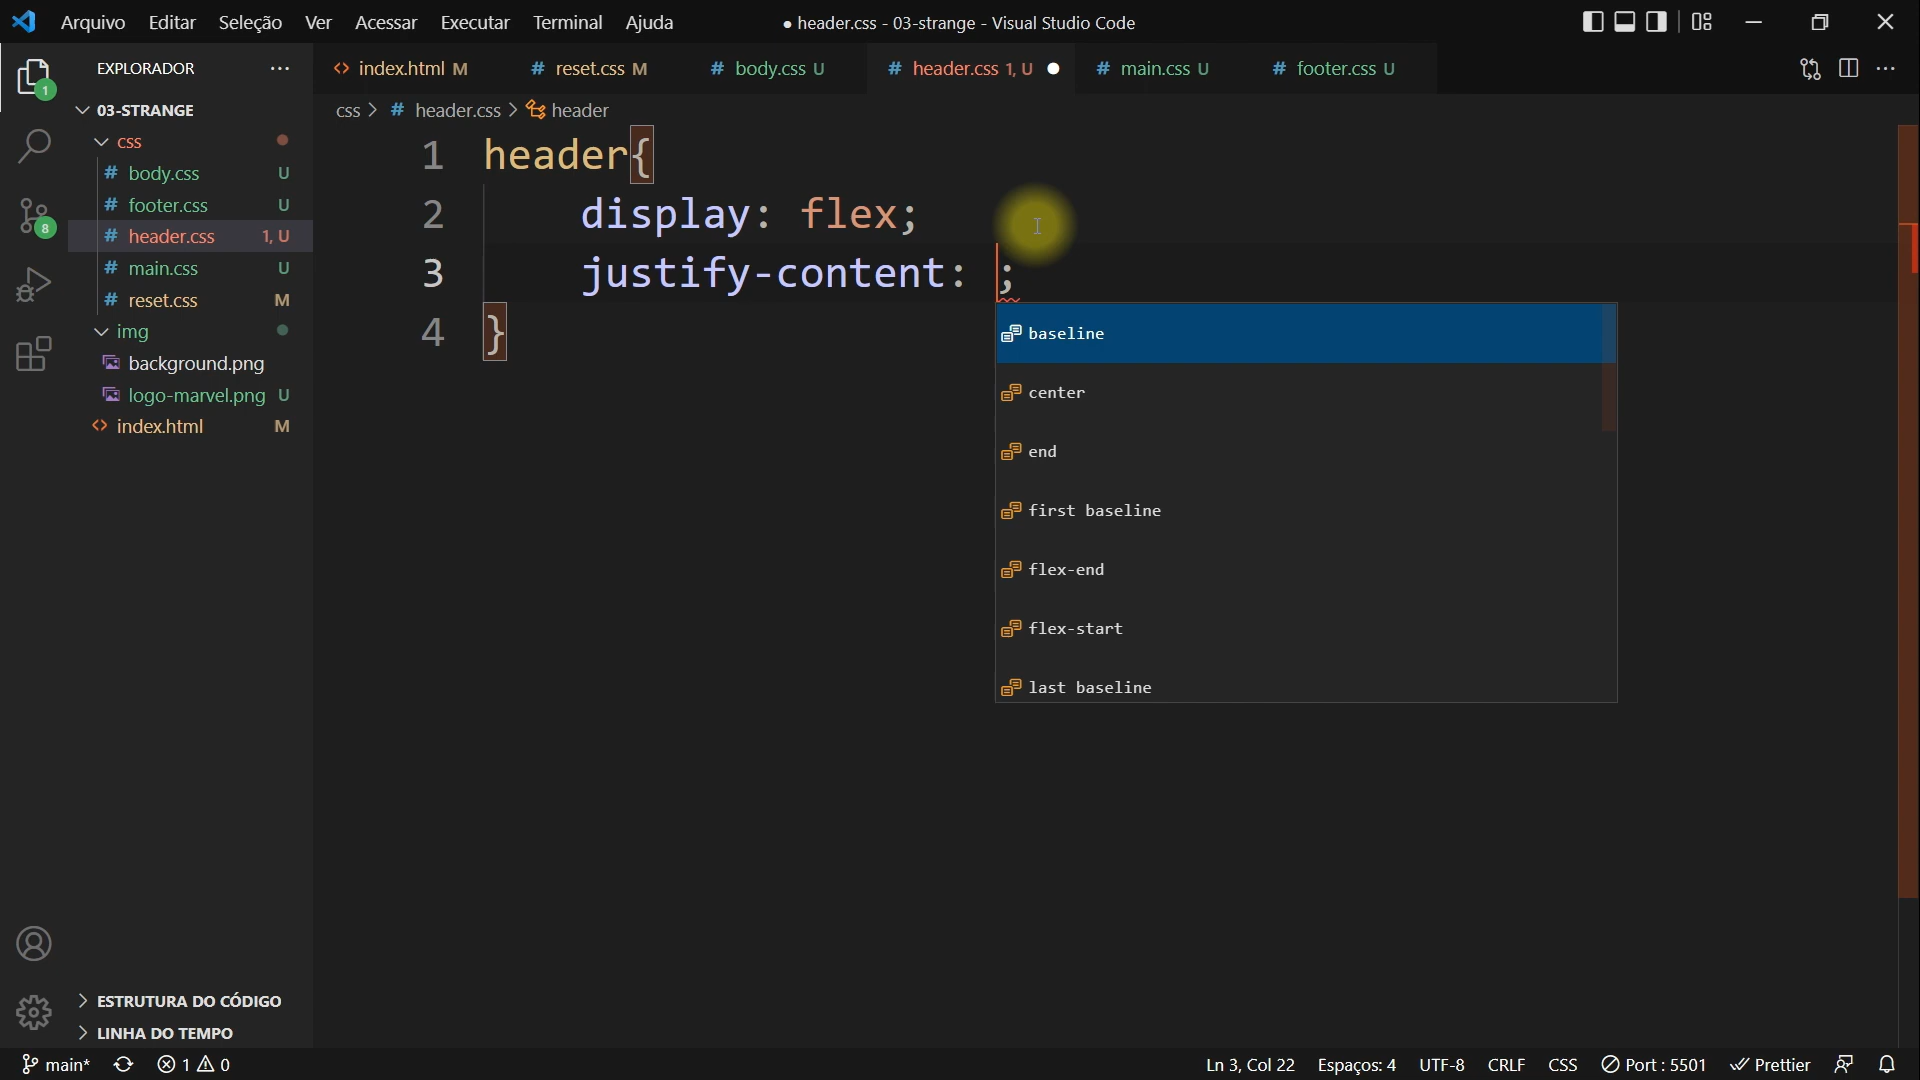 Arquivo Editar Seleção Ver Acessar Executar Terminal Ajuda ● header.css - 03-strange - Visual Studio Code
EXPLORADOR ···
03-STRANGE
css
# body.css U
# footer.css U
# header.css 1, U
# main.css U
# reset.css M
img
background.png
logo-marvel.png U
<> index.html M
ESTRUTURA DO CÓDIGO
LINHA DO TEMPO
1
8
<> index.html M # reset.css M # body.css U # header.css 1, U ● # main.css U # footer.css U
css > # header.css > header
1 header{
2 display: flex;
3 justify-content: ;
4 }
baseline
center
end
first baseline
flex-end
flex-start
last baseline
main* 1 0 Ln 3, Col 22 Espaços: 4 UTF-8 CRLF CSS Port : 5501 Prettier